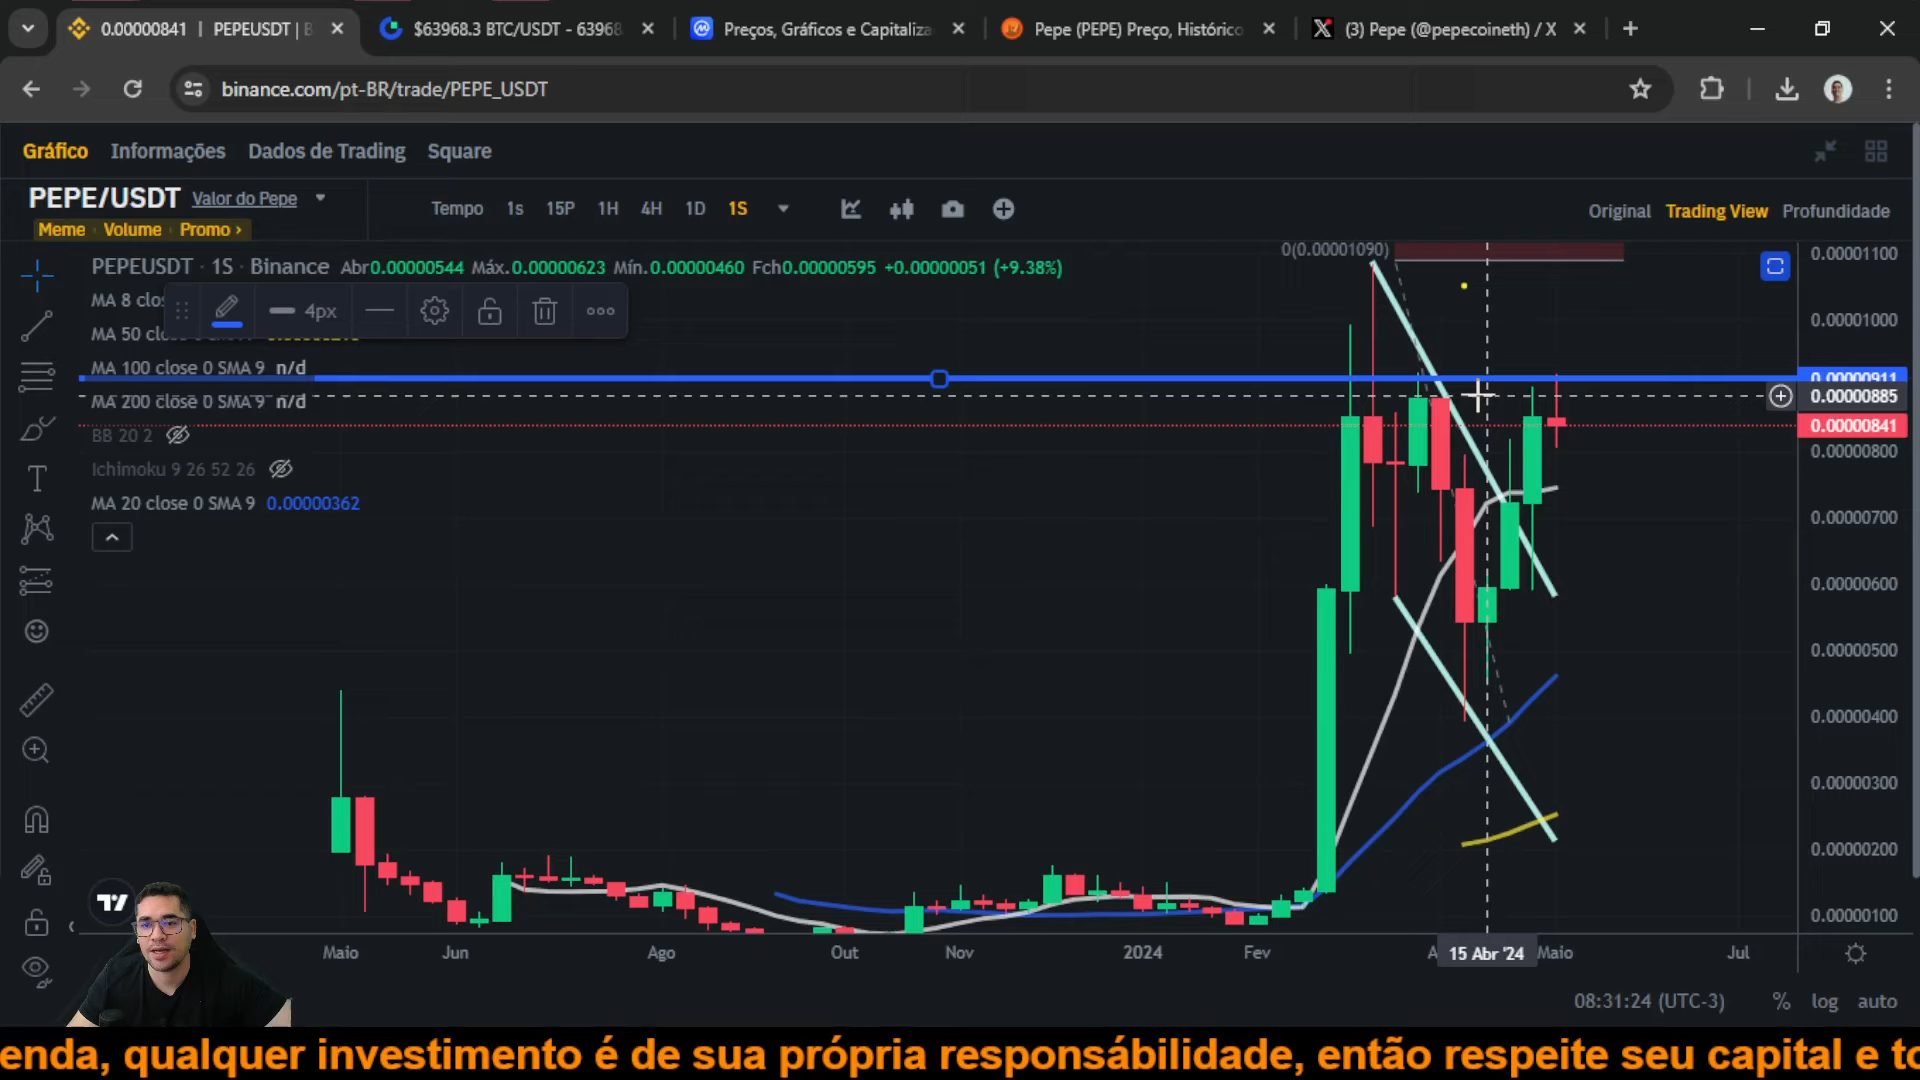 0.00000841 | PEPEUSDT | B
$63968.3 BTC/USDT - 6396
Preços, Gráficos e Capitaliza
Pepe (PEPE) Preço, Histórico
(3) Pepe (@pepecoineth) / X
binance.com/pt-BR/trade/PEPE_USDT
Gráfico Informações Dados de Trading Square
PEPE/USDT Valor do Pepe
Tempo 1s 15P 1H 4H 1D 1S
Original Trading View Profundidade
Meme Volume Promo
PEPEUSDT · 1S · Binance Abr0.00000544 Máx.0.00000623 Mín.0.00000460 Fch0.00000595 +0.00000051 (+9.38%)
0(0.00001090)
0.00001100
MA 8 clo
4px
0.00001000
MA 50 cl
MA 100 close 0 SMA 9 n/d
0.00000911
MA 200 close 0 SMA 9 n/d
0.00000885
0.00000841
BB 20 2
0.00000800
Ichimoku 9 26 52 26
MA 20 close 0 SMA 9 0.00000362
0.00000700
0.00000600
0.00000500
0.00000400
0.00000300
0.00000200
0.00000100
Maio Jun Ago Out Nov 2024 Fev A 15 Abr '24 Maio Jul
08:31:24 (UTC-3) % log auto
enda, qualquer investimento é de sua própria responsábilidade, então respeite seu capital e to